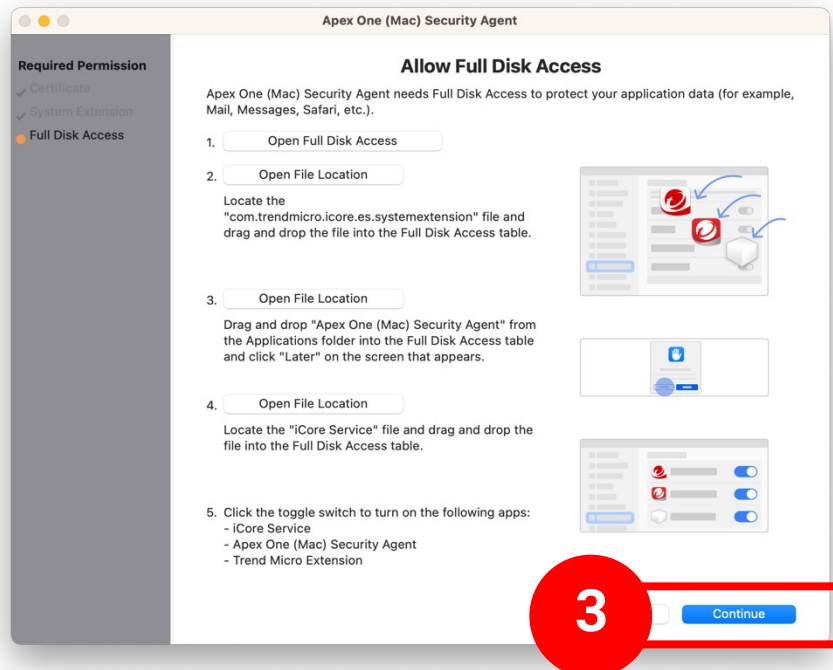 Apex One (Mac) Security Agent
Required Permission
Certificate
System Extension
Full Disk Access
Allow Full Disk Access
Apex One (Mac) Security Agent needs Full Disk Access to protect your application data (for example,
Mail, Messages, Safari, etc.).
1. Open Full Disk Access
2. Open File Location
Locate the
"com.trendmicro.icore.es.systemextension" file and
drag and drop the file into the Full Disk Access table.
3. Open File Location
Drag and drop "Apex One (Mac) Security Agent" from
the Applications folder into the Full Disk Access table
and click "Later" on the screen that appears.
4. Open File Location
Locate the "iCore Service" file and drag and drop the
file into the Full Disk Access table.
5. Click the toggle switch to turn on the following apps:
- iCore Service
- Apex One (Mac) Security Agent
- Trend Micro Extension
3
Continue